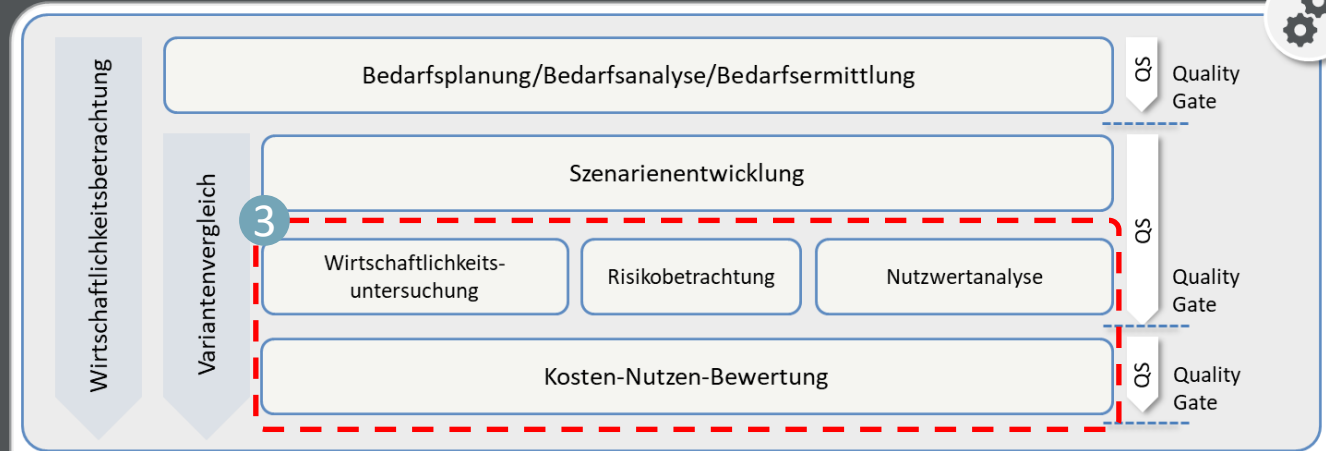 Wirtschaftlichkeitsbetrachtung
Bedarfsplanung/Bedarfsanalyse/Bedarfsermittlung
QS
Quality
Gate
Variantenvergleich
Szenarienentwicklung
QS
3
Wirtschaftlichkeits-
untersuchung
Risikobetrachtung
Nutzwertanalyse
Quality
Gate
Kosten-Nutzen-Bewertung
QS
Quality
Gate